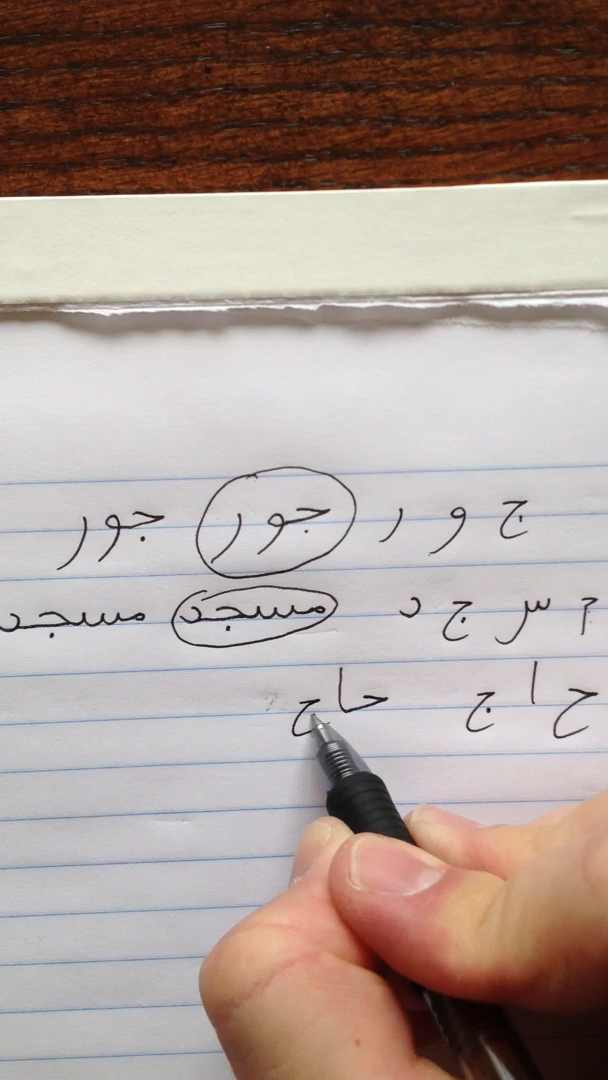 ج و ر جور جور
م س ج د مسجد مسجد
ح ا ج حاج